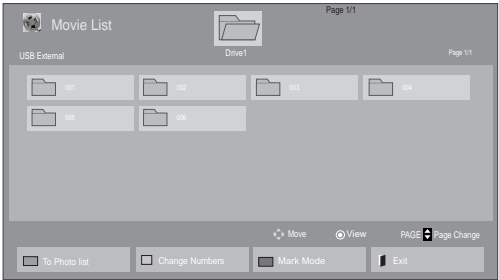 Page 1/1
Movie List
USB External
Drive1
Page 1/1
001 002 003 004
005 006
Move View PAGE Page Change
To Photo list Change Numbers Mark Mode Exit